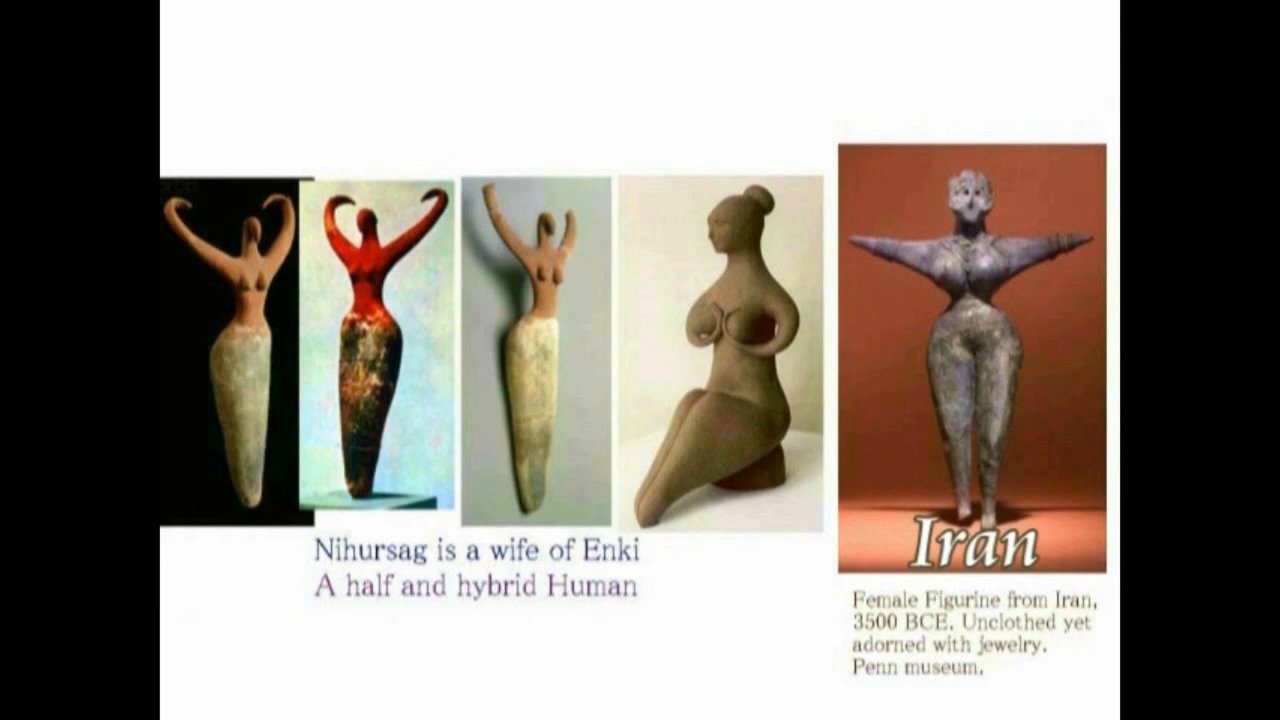 Nihursag is a wife of Enki
A half and hybrid Human
Iran
Female Figurine from Iran,
3500 BCE. Unclothed yet
adorned with jewelry.
Penn museum.